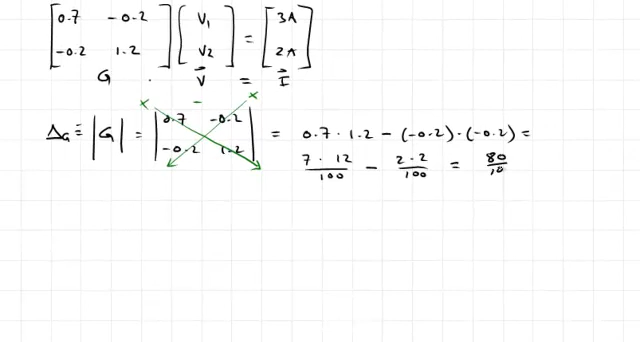 [0.7 -0.2; -0.2 1.2] [V₁; V₂] = [3A; 2A]
G · V⃗ = I⃗
Δ_G ≡ |G| = |0.7 -0.2; -0.2 1.2| = 0.7 · 1.2 - (-0.2) · (-0.2) =
7 · 12 / 100 - 2 · 2 / 100 = 80 / 10